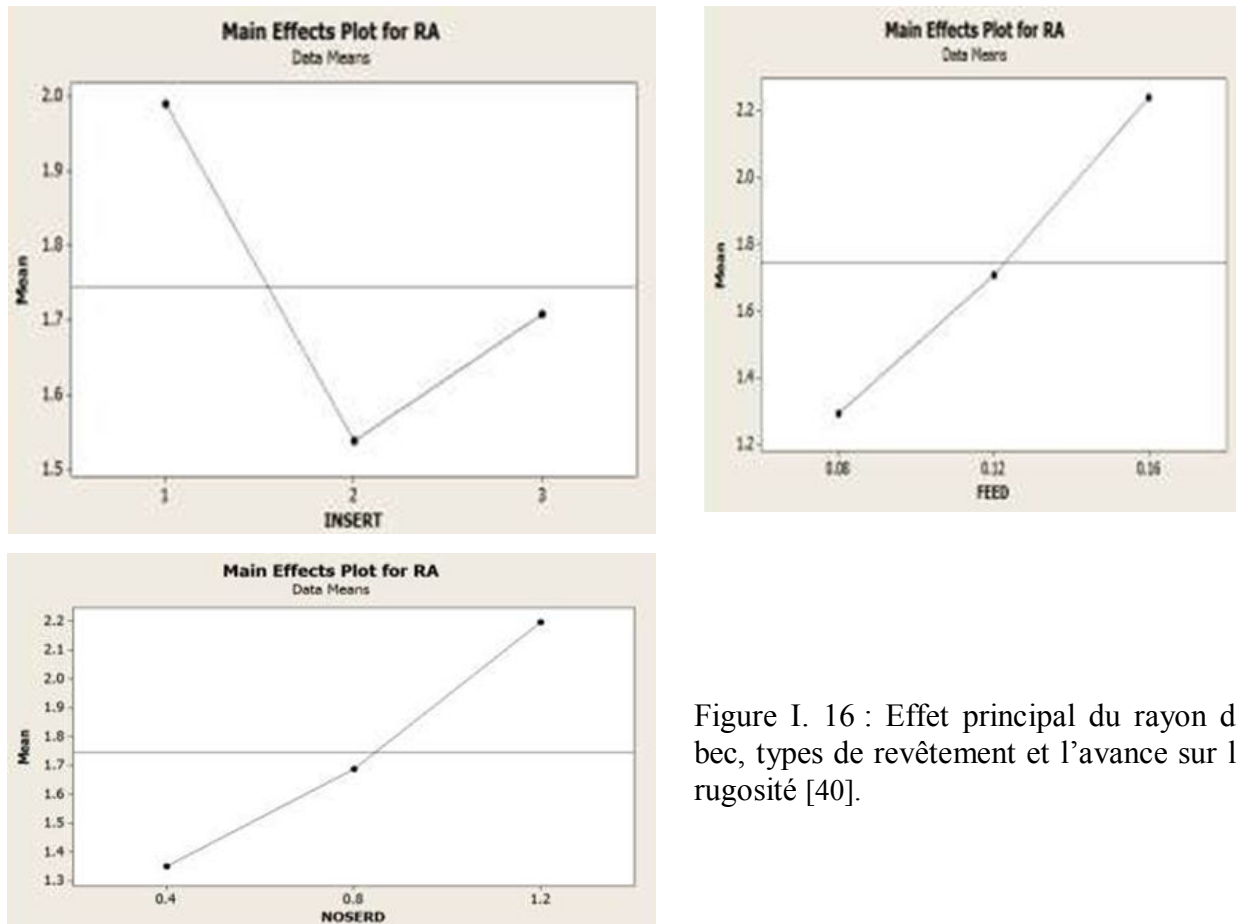 Main Effects Plot for RA
Data Means
2.0
1.9
1.8
1.7
1.6
1.5
Mean
1
2
3
INSERT
Main Effects Plot for RA
Data Means
2.2
2.0
1.8
1.6
1.4
1.2
Mean
0.08
0.12
0.16
FEED
Main Effects Plot for RA
Data Means
2.2
2.1
2.0
1.9
1.8
1.7
1.6
1.5
1.4
1.3
Mean
0.4
0.8
1.2
NOSERD
Figure I. 16 : Effet principal du rayon d
bec, types de revêtement et l’avance sur l
rugosité [40].